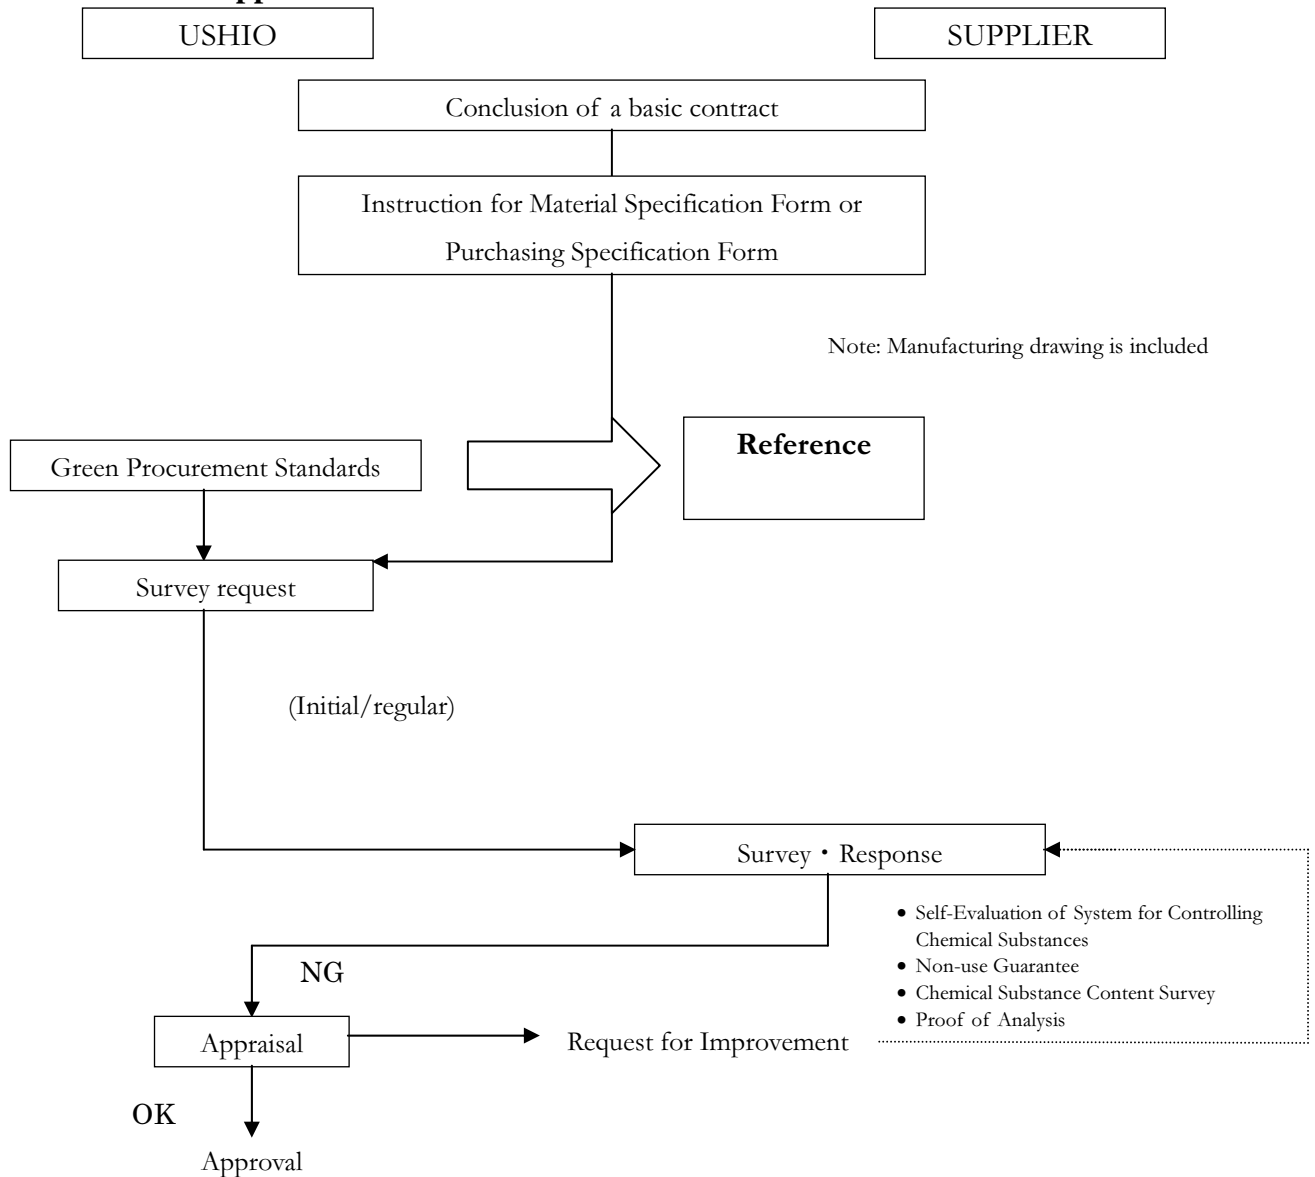 USHIO
SUPPLIER
Conclusion of a basic contract
Instruction for Material Specification Form or
Purchasing Specification Form
Note: Manufacturing drawing is included
Reference
Green Procurement Standards
Survey request
(Initial/regular)
Survey・Response
• Self-Evaluation of System for Controlling
Chemical Substances
• Non-use Guarantee
• Chemical Substance Content Survey
• Proof of Analysis
NG
Appraisal
Request for Improvement
OK
Approval